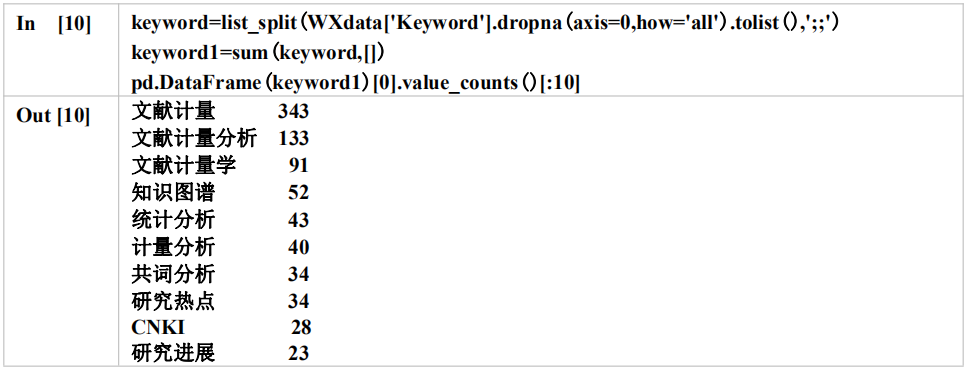 In [10]
keyword=list_split(WXdata['Keyword'].dropna(axis=0,how='all').tolist(),';;')
keyword1=sum(keyword,[])
pd.DataFrame(keyword1)[0].value_counts()[:10]
Out [10]
文献计量 343
文献计量分析 133
文献计量学 91
知识图谱 52
统计分析 43
计量分析 40
共词分析 34
研究热点 34
CNKI 28
研究进展 23